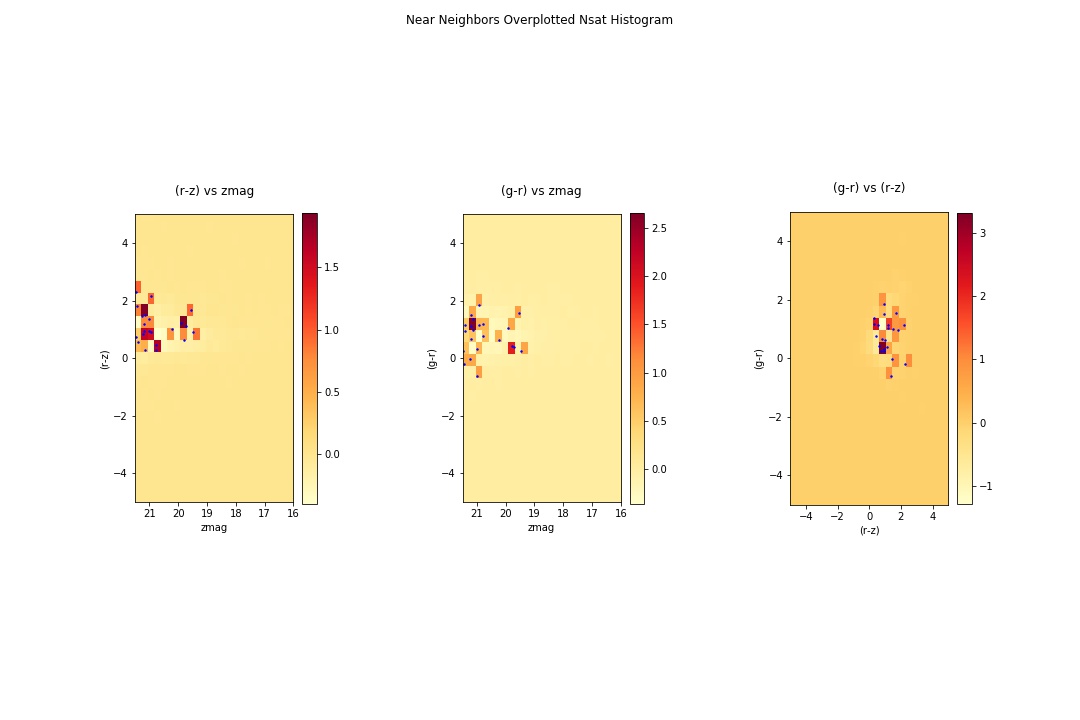 Near Neighbors Overplotted Nsat Histogram
(r-z) vs zmag
(r-z)
4
2
0
−2
−4
21 20 19 18 17 16
zmag
1.5
1.0
0.5
0.0
(g-r) vs zmag
(g-r)
4
2
0
−2
−4
21 20 19 18 17 16
zmag
2.5
2.0
1.5
1.0
0.5
0.0
(g-r) vs (r-z)
(g-r)
4
2
0
−2
−4
−4 −2 0 2 4
(r-z)
3
2
1
0
−1